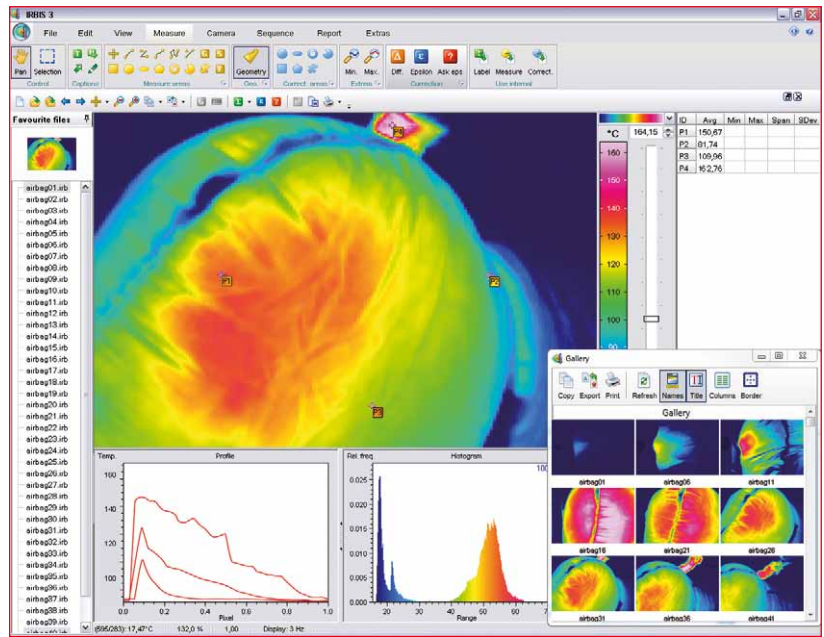 IRBIS 3
File Edit View Measure Camera Sequence Report Extras
Pan Selection Geometry Min. Max. Diff. Epsilon Ask eps Label Measure Correct.
Control Captions Measure areas Geo. Correct. areas Extrema Correction Use internal
Favourite files
airbag01.irb
airbag02.irb
airbag03.irb
airbag04.irb
airbag05.irb
airbag06.irb
airbag07.irb
airbag08.irb
airbag09.irb
airbag10.irb
airbag11.irb
airbag12.irb
airbag13.irb
airbag14.irb
airbag15.irb
airbag16.irb
airbag17.irb
airbag18.irb
airbag19.irb
airbag20.irb
airbag21.irb
airbag22.irb
airbag23.irb
airbag24.irb
airbag25.irb
airbag26.irb
airbag27.irb
airbag28.irb
airbag29.irb
airbag30.irb
airbag31.irb
airbag32.irb
airbag33.irb
airbag34.irb
airbag35.irb
airbag36.irb
airbag37.irb
airbag38.irb
airbag39.irb
P4
P1
P2
P3
°C 164,15
160
150
140
130
120
110
100
90
ID Avg Min Max Span SDev
P1 150,67
P2 81,74
P3 109,96
P4 162,76
Temp. Profile
160
140
120
100
0.0 0.2 0.4 0.6 0.8 1.0
Pixel
Rel. freq. Histogram
100
0.025
0.020
0.015
0.010
0.005
0.000
20 30 40 50 60
Range
(595/283): 17,47°C 132,0 % 1,00 Display: 3 Hz
Gallery
Copy Export Print Refresh Names Title Columns Border
Gallery
airbag01 airbag06 airbag11
airbag16 airbag21 airbag26
airbag31 airbag36 airbag41